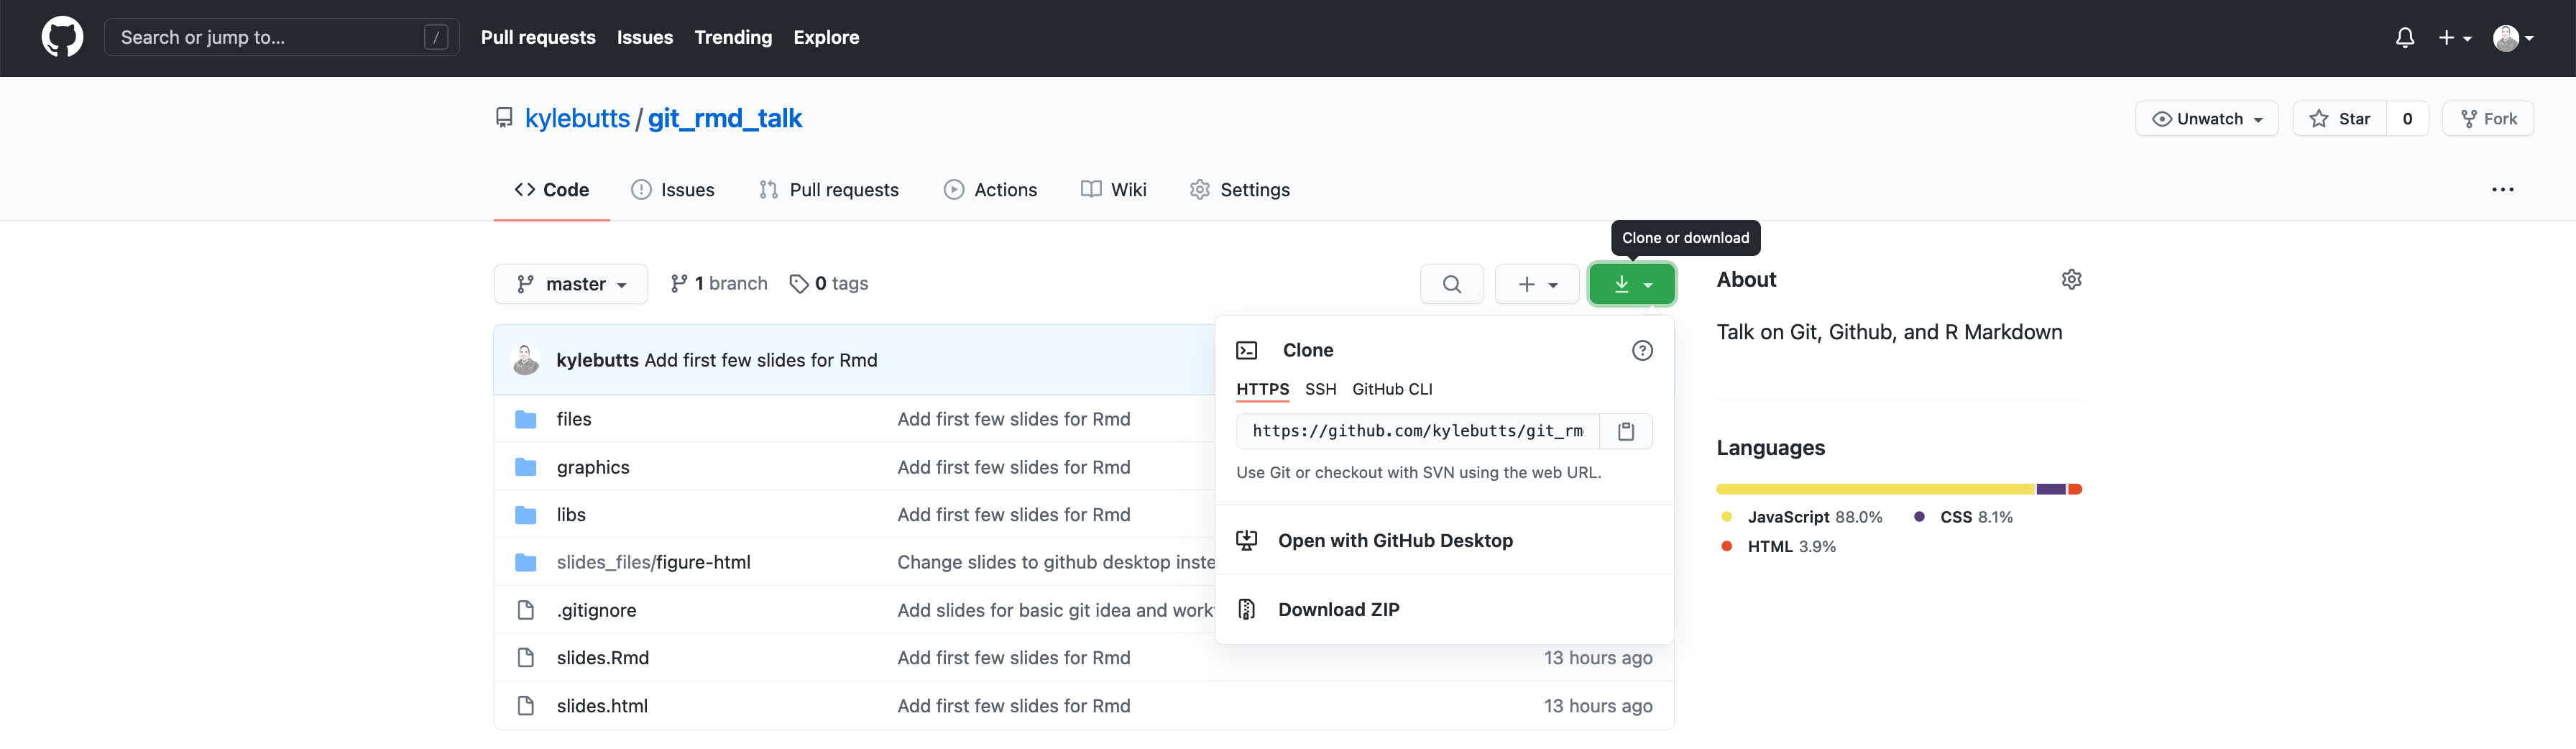 Search or jump to... /
Pull requests Issues Trending Explore
kylebutts / git_rmd_talk
Unwatch Star 0 Fork
Code Issues Pull requests Actions Wiki Settings
Clone or download
master 1 branch 0 tags
About
Talk on Git, Github, and R Markdown
kylebutts Add first few slides for Rmd
Clone
HTTPS SSH GitHub CLI
https://github.com/kylebutts/git_rm
Use Git or checkout with SVN using the web URL.
Open with GitHub Desktop
Download ZIP
files Add first few slides for Rmd
graphics Add first few slides for Rmd
libs Add first few slides for Rmd
slides_files/figure-html Change slides to github desktop inste
.gitignore Add slides for basic git idea and work
slides.Rmd Add first few slides for Rmd 13 hours ago
slides.html Add first few slides for Rmd 13 hours ago
Languages
JavaScript 88.0% CSS 8.1%
HTML 3.9%